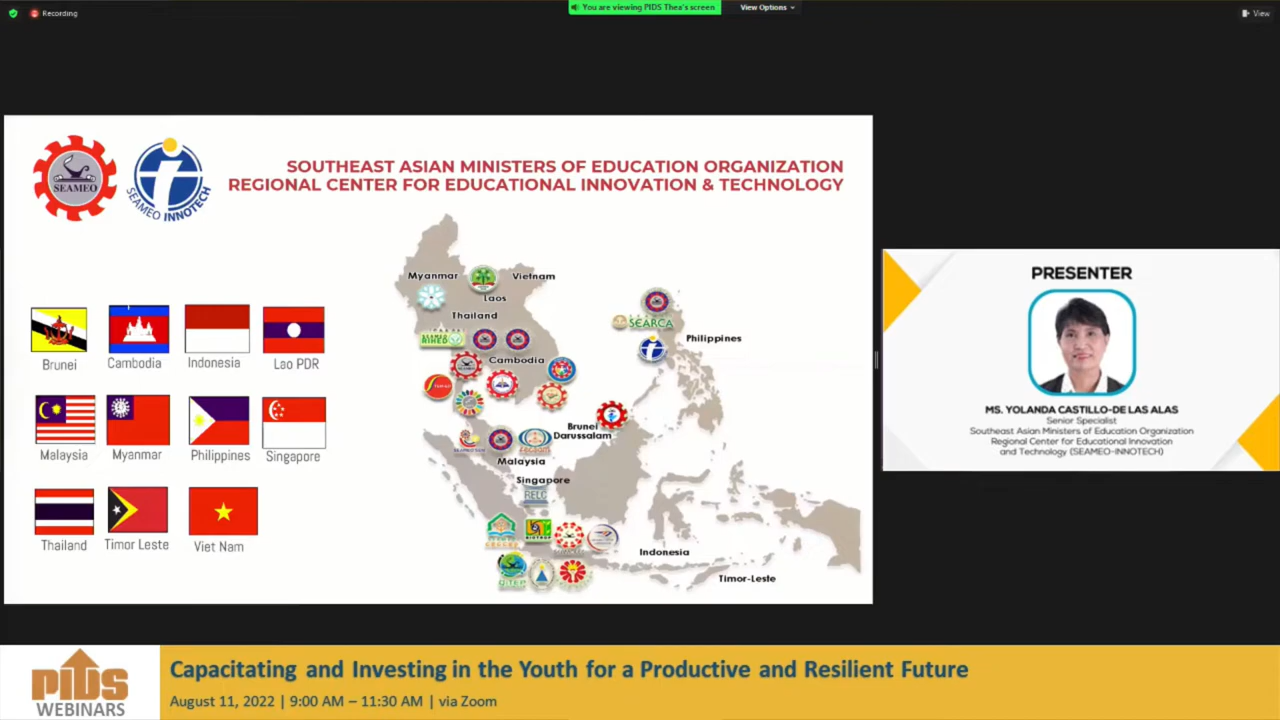 Recording
You are viewing PIDS Thea's screen
View Options
View
SEAMEO
SEAMEO INNOTECH
SOUTHEAST ASIAN MINISTERS OF EDUCATION ORGANIZATION
REGIONAL CENTER FOR EDUCATIONAL INNOVATION & TECHNOLOGY
Brunei
Cambodia
Indonesia
Lao PDR
Malaysia
Myanmar
Philippines
Singapore
Thailand
Timor Leste
Viet Nam
Myanmar
Vietnam
Laos
Thailand
Cambodia
SEARCA
Philippines
Brunei
Darussalam
Malaysia
Singapore
RELC
Indonesia
Timor-Leste
PRESENTER
MS. YOLANDA CASTILLO-DE LAS ALAS
Senior Specialist
Southeast Asian Ministers of Education Organization
Regional Center for Educational Innovation
and Technology (SEAMEO-INNOTECH)
PIDS
WEBINARS
Capacitating and Investing in the Youth for a Productive and Resilient Future
August 11, 2022 | 9:00 AM – 11:30 AM | via Zoom